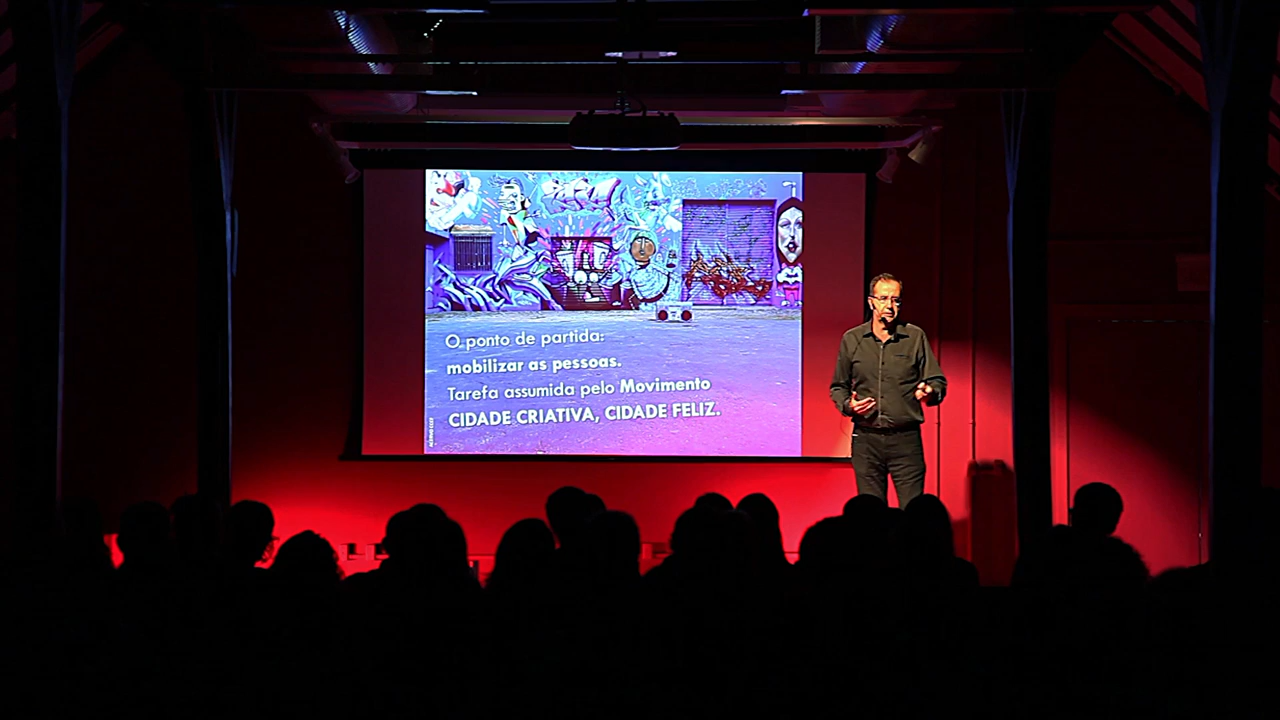 O ponto de partida:
mobilizar as pessoas.
Tarefa assumida pelo Movimento
CIDADE CRIATIVA, CIDADE FELIZ.